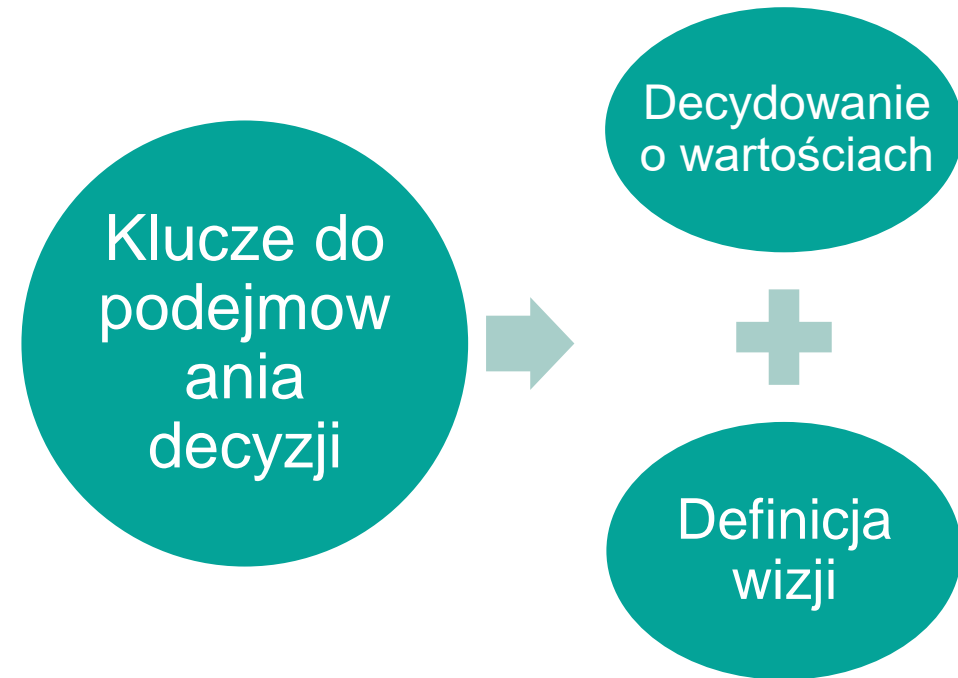 Klucze do
podejmow
ania
decyzji
Decydowanie
o wartościach
Definicja
wizji